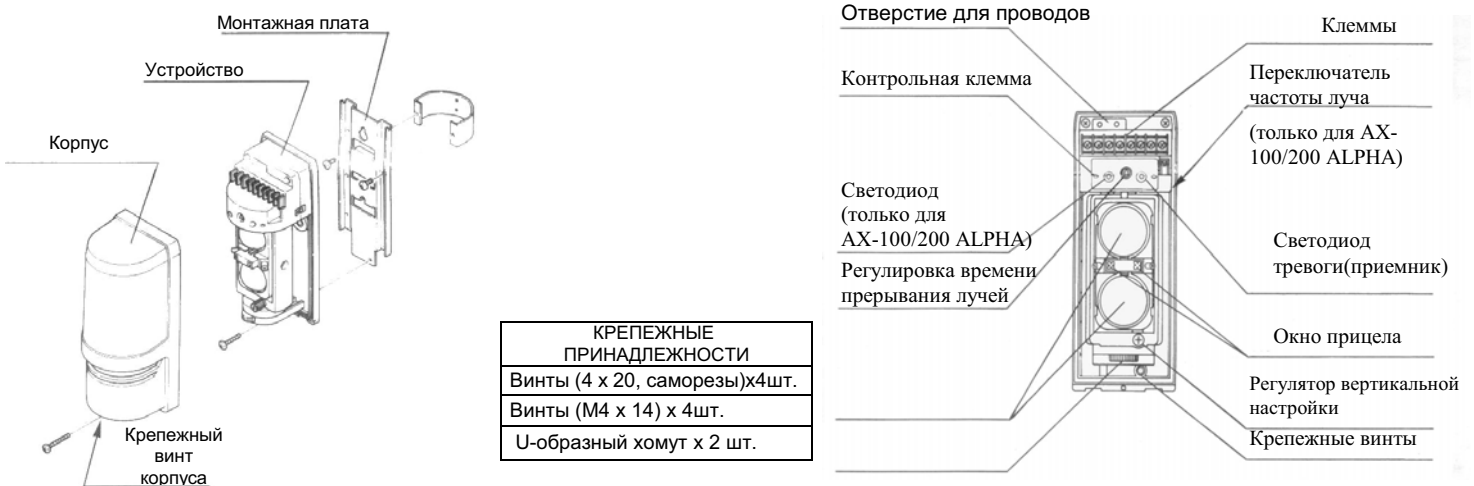 Монтажная плата
Устройство
Корпус
Крепежный
винт
корпуса
КРЕПЕЖНЫЕ
ПРИНАДЛЕЖНОСТИ
Винты (4 x 20, саморезы)x4шт.
Винты (M4 x 14) x 4шт.
U-образный хомут x 2 шт.
Отверстие для проводов
Контрольная клемма
Светодиод
(только для
AX-100/200 ALPHA)
Регулировка времени
прерывания лучей
Клеммы
Переключатель
частоты луча
(только для AX-
100/200 ALPHA)
Светодиод
тревоги(приемник)
Окно прицела
Регулятор вертикальной
настройки
Крепежные винты